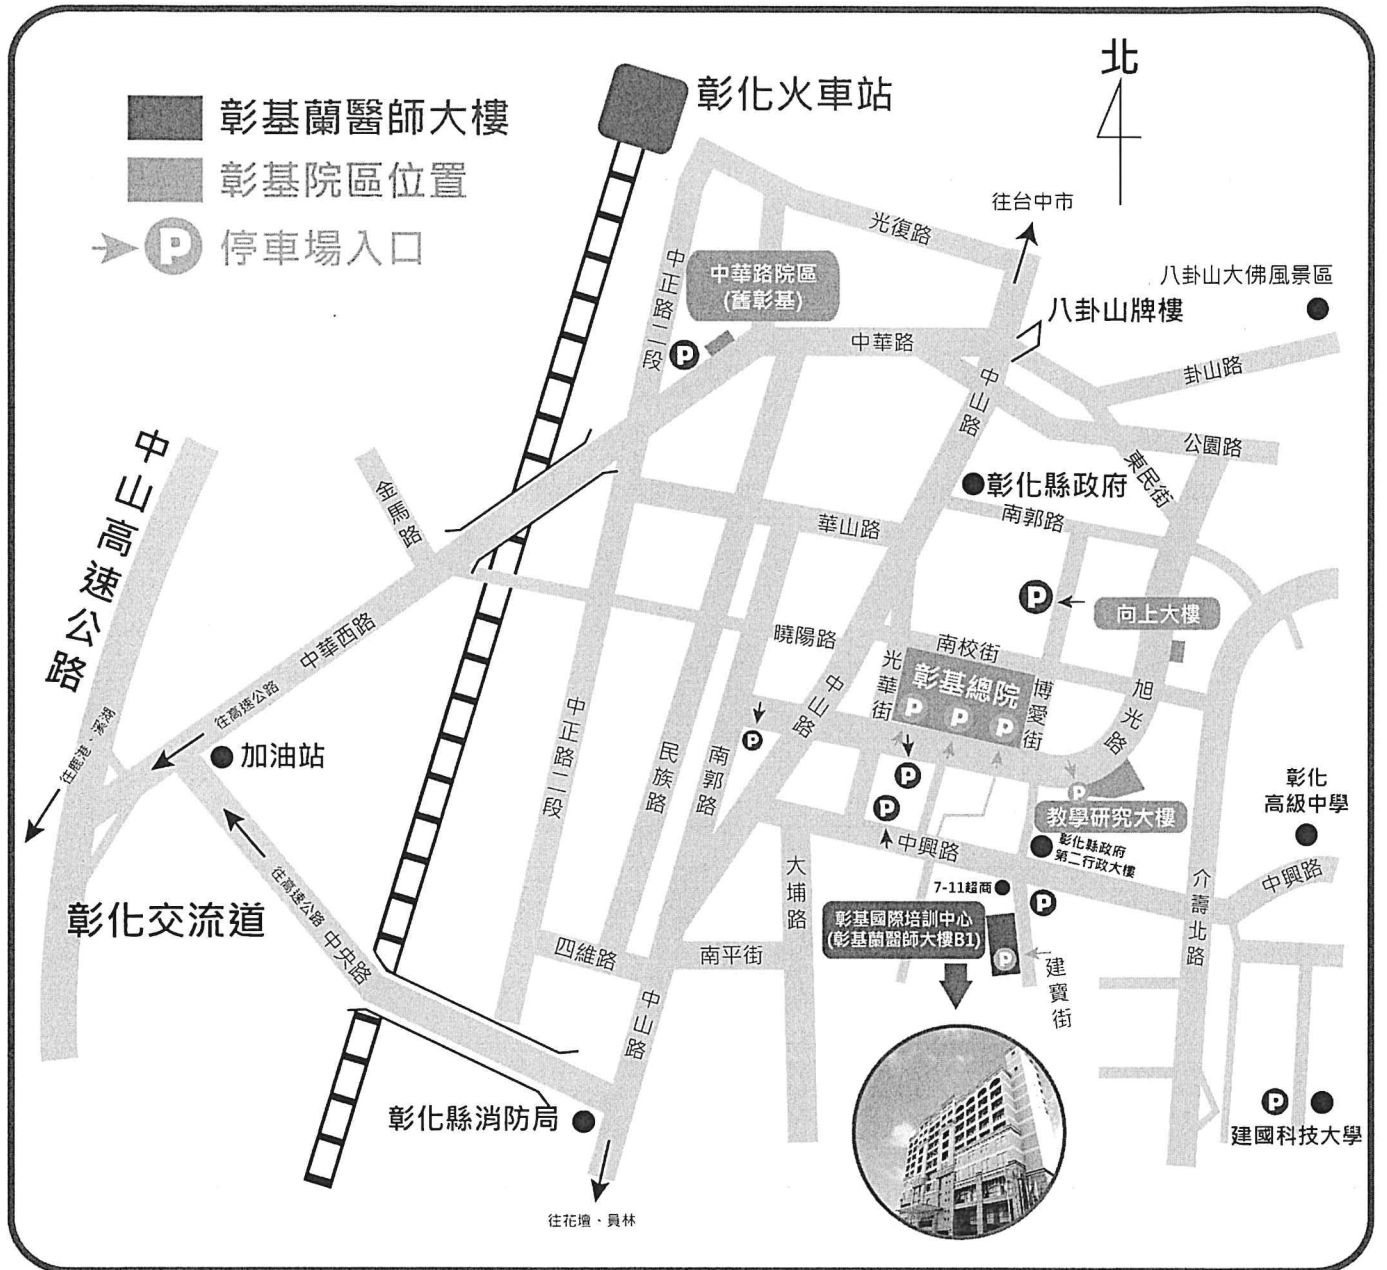 北
彰化火車站
彰基蘭醫師大樓
彰基院區位置
P 停車場入口
往台中市
光復路
八卦山大佛風景區
中正路二段
中華路院區
(舊彰基)
八卦山牌樓
P
中華路
卦山路
中山路
公園路
東民街
中山高速公路
金馬路
彰化縣政府
南郭路
華山路
P
向上大樓
曉陽路
南校街
中華西路
光華街
彰基總院
P P P
博愛街
旭光路
中山路
往高速公路
往鹿港、溪湖
加油站
中正路二段
民族路
南郭路
P
P
P
P
教學研究大樓
彰化
高級中學
中興路
彰化縣政府
第二行政大樓
大埔路
7-11超商
P
介壽北路
中興路
往高速公路
中央路
彰化交流道
彰基國際培訓中心
(彰基蘭醫師大樓B1)
P
建寶街
四維路
南平街
中山路
彰化縣消防局
P
建國科技大學
往花壇、員林